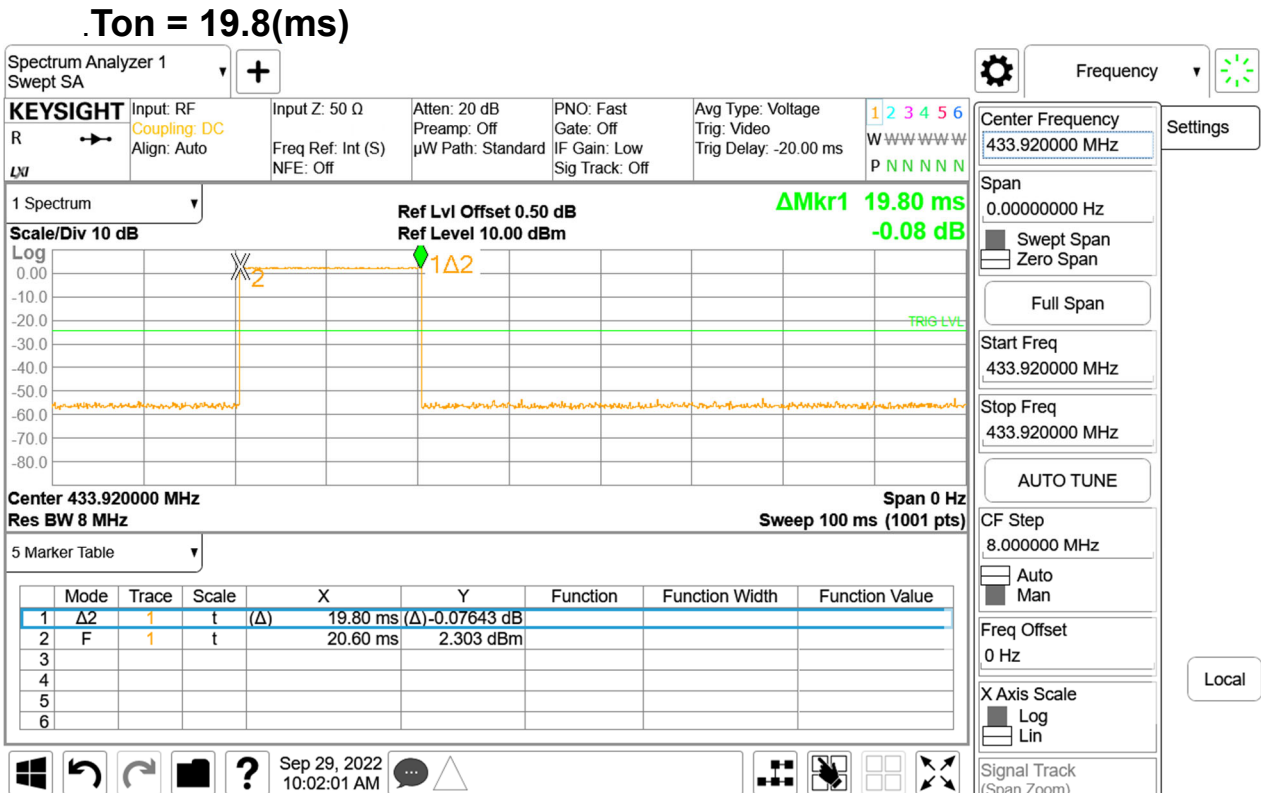 .Ton = 19.8(ms)
Spectrum Analyzer 1
Swept SA
▼
+
Frequency
▼
KEYSIGHT
R
LXI
Input: RF
Coupling: DC
Align: Auto
Input Z: 50 Ω
Freq Ref: Int (S)
NFE: Off
Atten: 20 dB
Preamp: Off
µW Path: Standard
PNO: Fast
Gate: Off
IF Gain: Low
Sig Track: Off
Avg Type: Voltage
Trig: Video
Trig Delay: -20.00 ms
1 2 3 4 5 6
W W W W W W
P N N N N N
1 Spectrum ▼
Scale/Div 10 dB
Ref Lvl Offset 0.50 dB
Ref Level 10.00 dBm
ΔMkr1 19.80 ms
-0.08 dB
Log
0.00
-10.0
-20.0
-30.0
-40.0
-50.0
-60.0
-70.0
-80.0
2
1Δ2
TRIG LVL
Center 433.920000 MHz
Res BW 8 MHz
Span 0 Hz
Sweep 100 ms (1001 pts)
5 Marker Table ▼
Mode Trace Scale X Y Function Function Width Function Value
1 Δ2 1 t (Δ) 19.80 ms (Δ) -0.07643 dB
2 F 1 t 20.60 ms 2.303 dBm
3
4
5
6
?
Sep 29, 2022
10:02:01 AM
Center Frequency
433.920000 MHz
Span
0.00000000 Hz
Swept Span
Zero Span
Full Span
Start Freq
433.920000 MHz
Stop Freq
433.920000 MHz
AUTO TUNE
CF Step
8.000000 MHz
Auto
Man
Freq Offset
0 Hz
X Axis Scale
Log
Lin
Signal Track
(Span Zoom)
Settings
Local